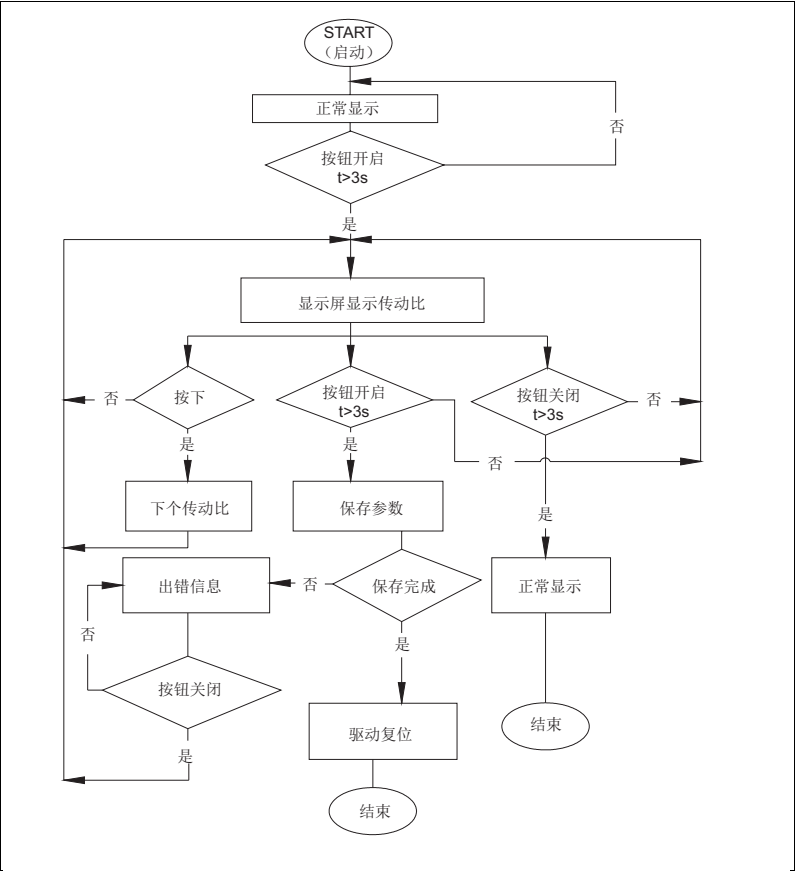 START
（启动）
正常显示
否
按钮开启
t>3s
是
显示屏显示传动比
否
按下
按钮开启
t>3s
按钮关闭
t>3s
否
是
是
否
下个传动比
保存参数
是
出错信息
否
保存完成
正常显示
否
是
按钮关闭
驱动复位
结束
是
结束